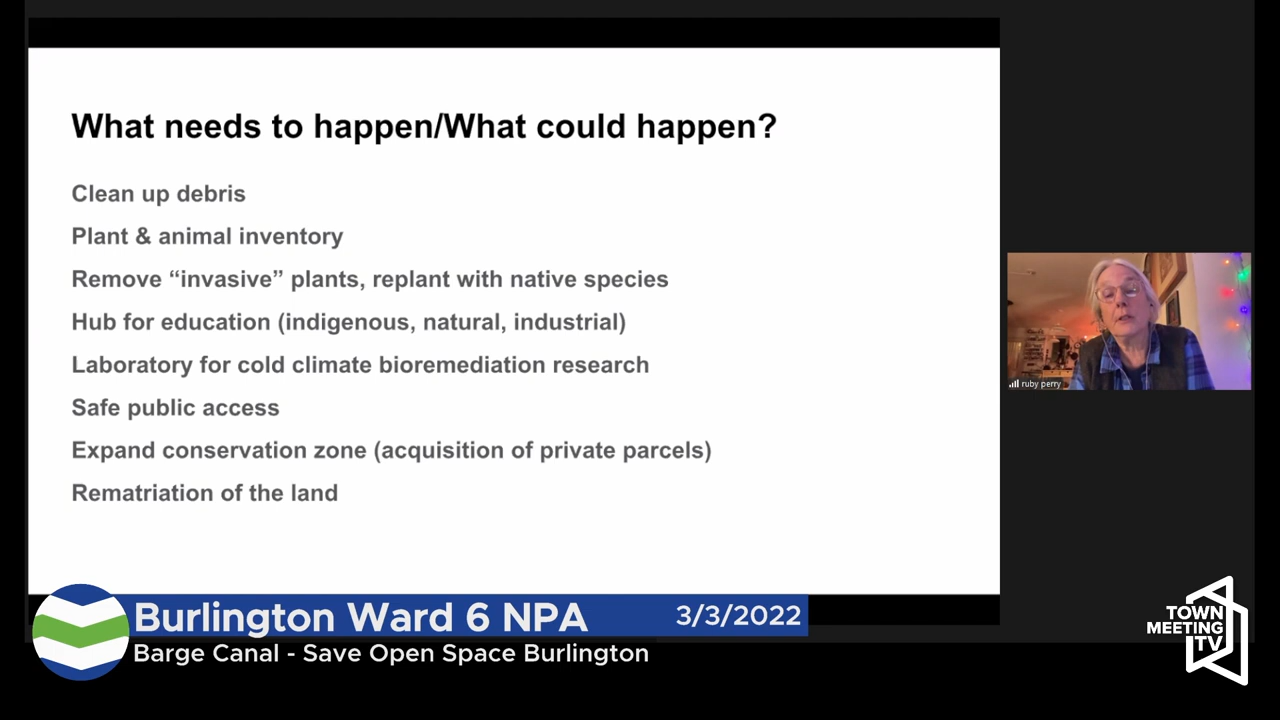 What needs to happen/What could happen?
Clean up debris
Plant & animal inventory
Remove “invasive” plants, replant with native species
Hub for education (indigenous, natural, industrial)
Laboratory for cold climate bioremediation research
Safe public access
Expand conservation zone (acquisition of private parcels)
Rematriation of the land
ruby perry
Burlington Ward 6 NPA 3/3/2022
Barge Canal - Save Open Space Burlington
TOWN
MEETING
TV